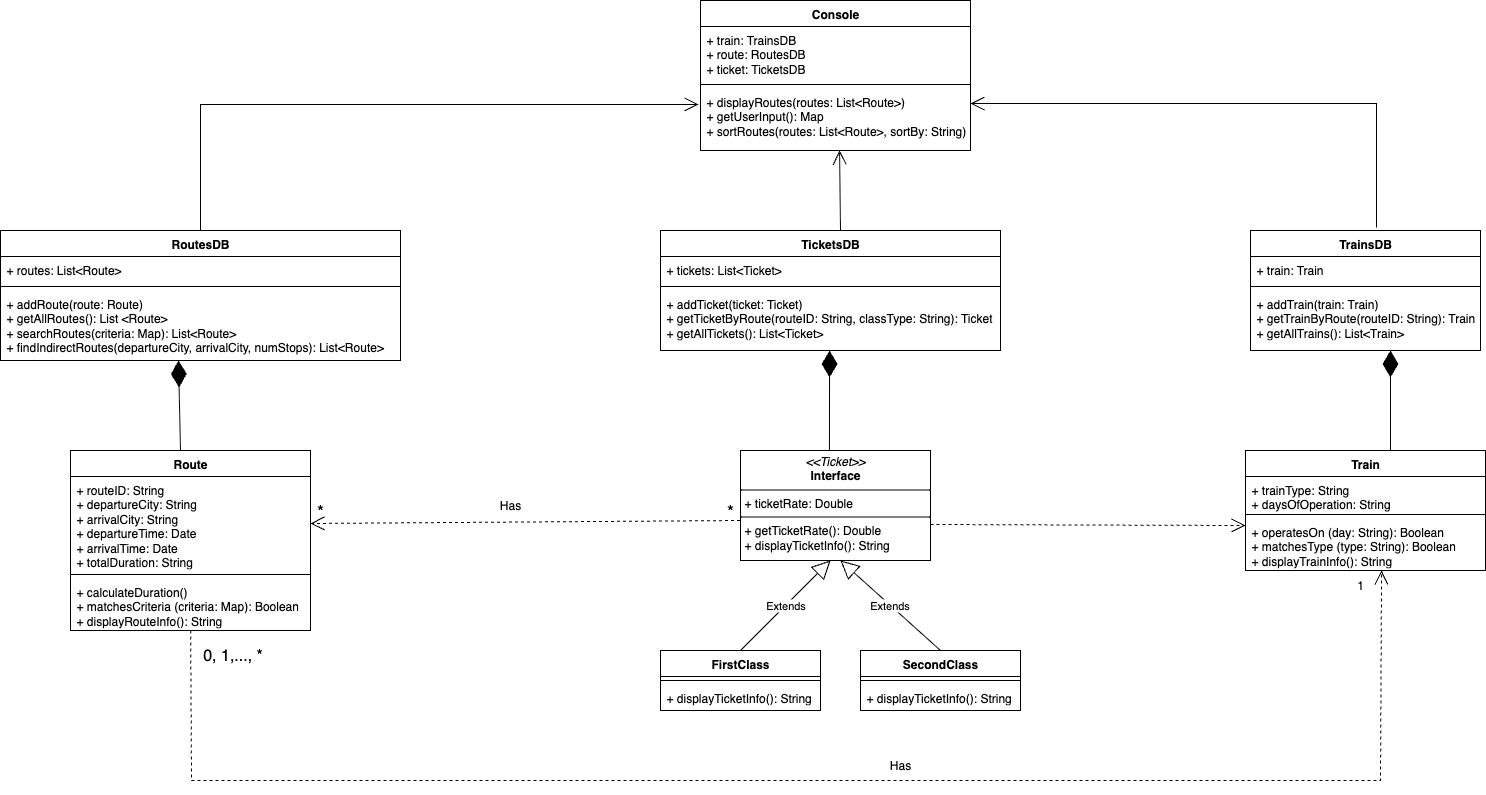 Console
+ train: TrainsDB
+ route: RoutesDB
+ ticket: TicketsDB
+ displayRoutes(routes: List<Route>)
+ getUserInput(): Map
+ sortRoutes(routes: List<Route>, sortBy: String)
RoutesDB
+ routes: List<Route>
+ addRoute(route: Route)
+ getAllRoutes(): List <Route>
+ searchRoutes(criteria: Map): List<Route>
+ findIndirectRoutes(departureCity, arrivalCity, numStops): List<Route>
TicketsDB
+ tickets: List<Ticket>
+ addTicket(ticket: Ticket)
+ getTicketByRoute(routeID: String, classType: String): Ticket
+ getAllTickets(): List<Ticket>
TrainsDB
+ train: Train
+ addTrain(train: Train)
+ getTrainByRoute(routeID: String): Train
+ getAllTrains(): List<Train>
Route
+ routeID: String
+ departureCity: String
+ arrivalCity: String
+ departureTime: Date
+ arrivalTime: Date
+ totalDuration: String
+ calculateDuration()
+ matchesCriteria (criteria: Map): Boolean
+ displayRouteInfo(): String
*
Has
*
<<Ticket>>
Interface
+ ticketRate: Double
+ getTicketRate(): Double
+ displayTicketInfo(): String
Train
+ trainType: String
+ daysOfOperation: String
+ operatesOn (day: String): Boolean
+ matchesType (type: String): Boolean
+ displayTrainInfo(): String
1
Extends
Extends
0, 1,..., *
FirstClass
+ displayTicketInfo(): String
SecondClass
+ displayTicketInfo(): String
Has